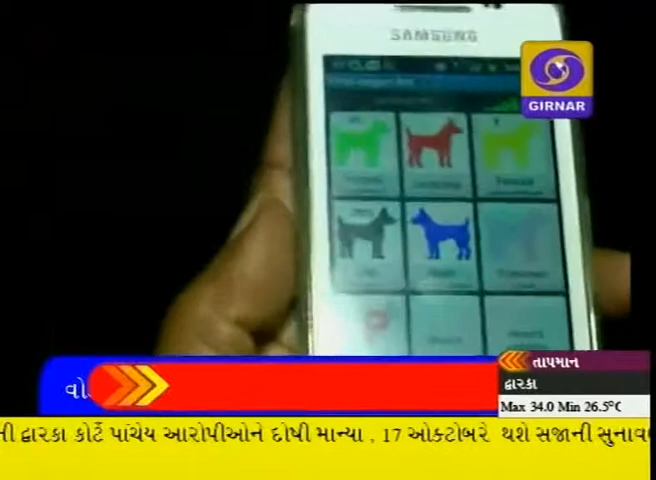 SAMSUNG
GIRNAR
વો
તાપમાન
દ્વારકા
Max 34.0 Min 26.5°C
ની દ્વારકા કોર્ટે પાંચેય આરોપીઓને દોષી માન્યા , 17 ઓક્ટોબરે થશે સજાની સુનાવ